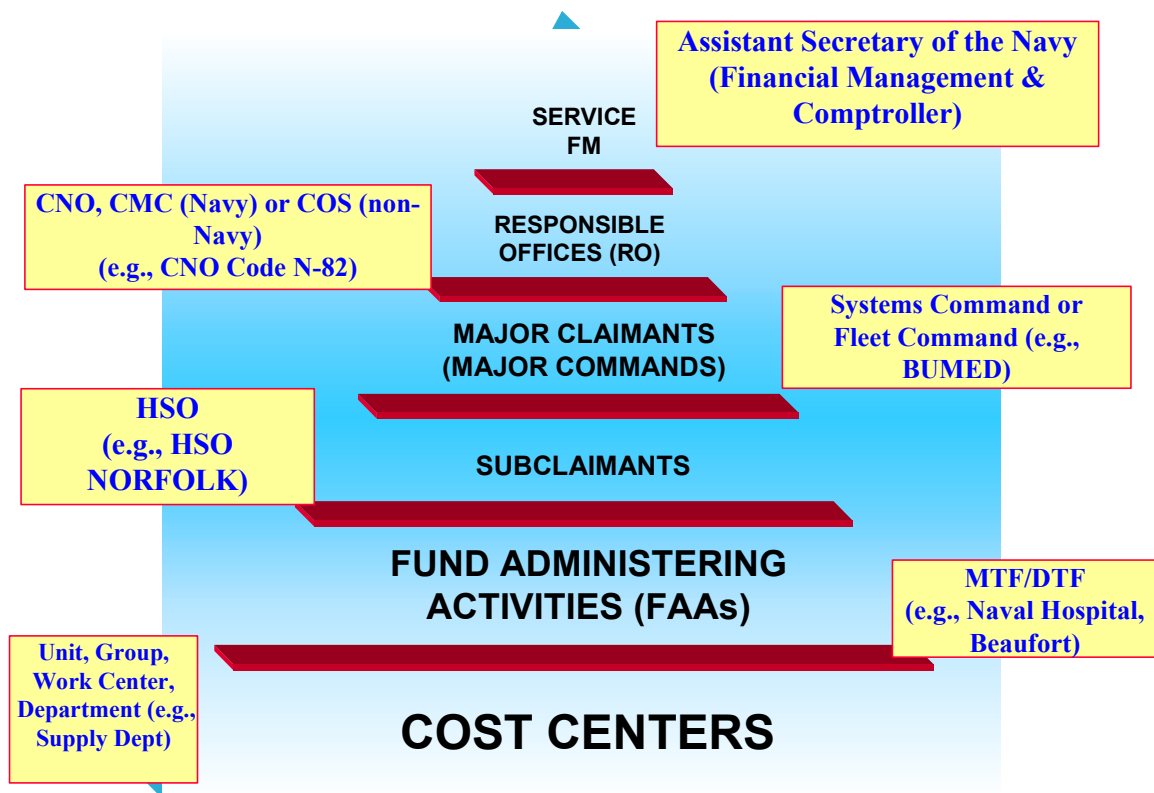 Assistant Secretary of the Navy
(Financial Management &
Comptroller)
SERVICE
FM
CNO, CMC (Navy) or COS (non-
Navy)
(e.g., CNO Code N-82)
RESPONSIBLE
OFFICES (RO)
Systems Command or
Fleet Command (e.g.,
BUMED)
MAJOR CLAIMANTS
(MAJOR COMMANDS)
HSO
(e.g., HSO
NORFOLK)
SUBCLAIMANTS
FUND ADMINISTERING
ACTIVITIES (FAAs)
MTF/DTF
(e.g., Naval Hospital,
Beaufort)
Unit, Group,
Work Center,
Department (e.g.,
Supply Dept)
COST CENTERS